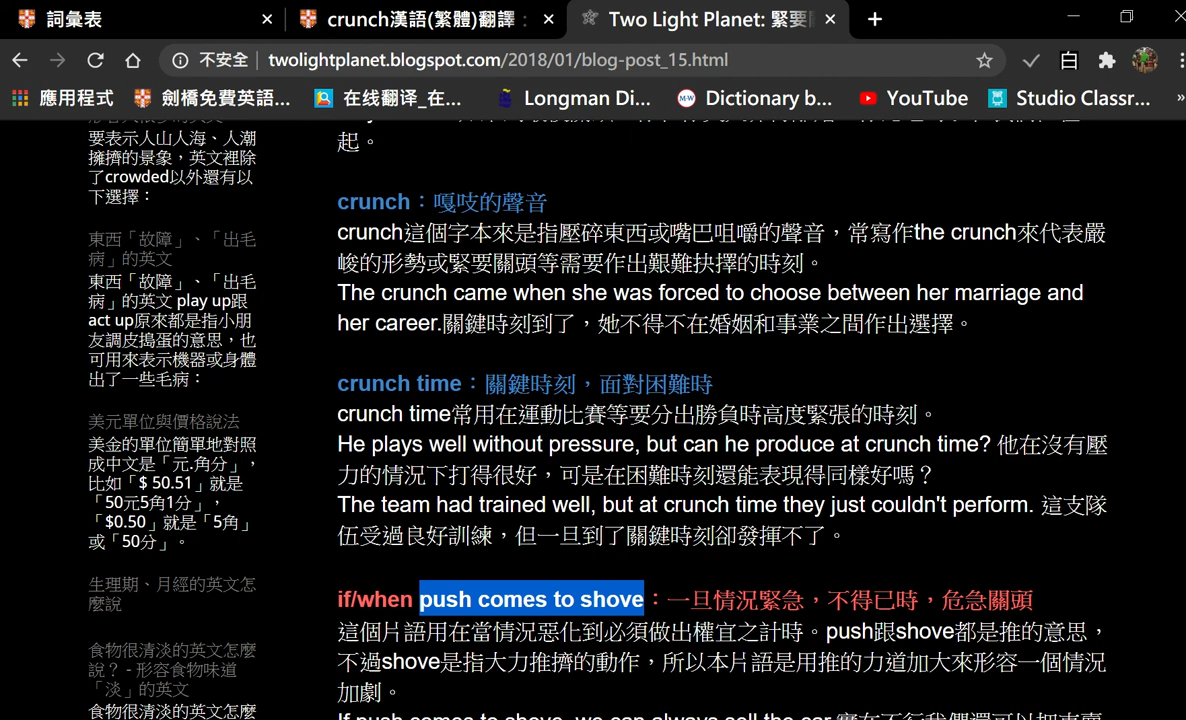 詞彙表
crunch漢語(繁體)翻譯：
Two Light Planet: 緊要
不安全
twolightplanet.blogspot.com/2018/01/blog-post_15.html
應用程式
劍橋免費英語...
在线翻译_在...
Longman Di...
Dictionary b...
YouTube
Studio Classr...
要表示人山人海、人潮
擁擠的景象，英文裡除
了crowded以外還有以
下選擇：
東西「故障」、「出毛
病」的英文
東西「故障」、「出毛
病」的英文 play up跟
act up原來都是指小朋
友調皮搗蛋的意思，也
可用來表示機器或身體
出了一些毛病：
美元單位與價格說法
美金的單位簡單地對照
成中文是「元.角分」，
比如「$ 50.51」就是
「50元5角1分」，
「$0.50」就是「5角」
或「50分」。
生理期、月經的英文怎
麼說
食物很清淡的英文怎麼
說？ - 形容食物味道
「淡」的英文
食物很清淡的英文怎麼
起。
crunch：嘎吱的聲音
crunch這個字本來是指壓碎東西或嘴巴咀嚼的聲音，常寫作the crunch來代表嚴
峻的形勢或緊要關頭等需要作出艱難抉擇的時刻。
The crunch came when she was forced to choose between her marriage and
her career.關鍵時刻到了，她不得不在婚姻和事業之間作出選擇。
crunch time：關鍵時刻，面對困難時
crunch time常用在運動比賽等要分出勝負時高度緊張的時刻。
He plays well without pressure, but can he produce at crunch time? 他在沒有壓
力的情況下打得很好，可是在困難時刻還能表現得同樣好嗎？
The team had trained well, but at crunch time they just couldn't perform. 這支隊
伍受過良好訓練，但一旦到了關鍵時刻卻發揮不了。
if/when push comes to shove：一旦情況緊急，不得已時，危急關頭
這個片語用在當情況惡化到必須做出權宜之計時。push跟shove都是推的意思，
不過shove是指大力推擠的動作，所以本片語是用推的力道加大來形容一個情況
加劇。
If push comes to shove, we can always sell the car.實在不行我們還可以把車賣